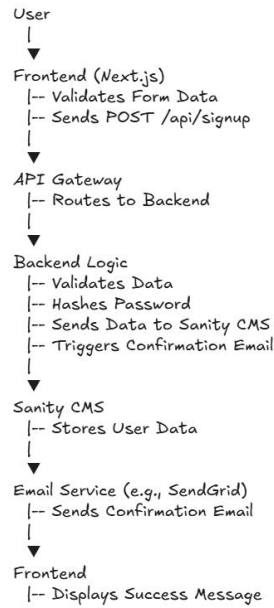 User
|
▼
Frontend (Next.js)
|-- Validates Form Data
|-- Sends POST /api/signup
|
▼
API Gateway
|-- Routes to Backend
|
▼
Backend Logic
|-- Validates Data
|-- Hashes Password
|-- Sends Data to Sanity CMS
|-- Triggers Confirmation Email
|
▼
Sanity CMS
|-- Stores User Data
|
▼
Email Service (e.g., SendGrid)
|-- Sends Confirmation Email
|
▼
Frontend
|-- Displays Success Message